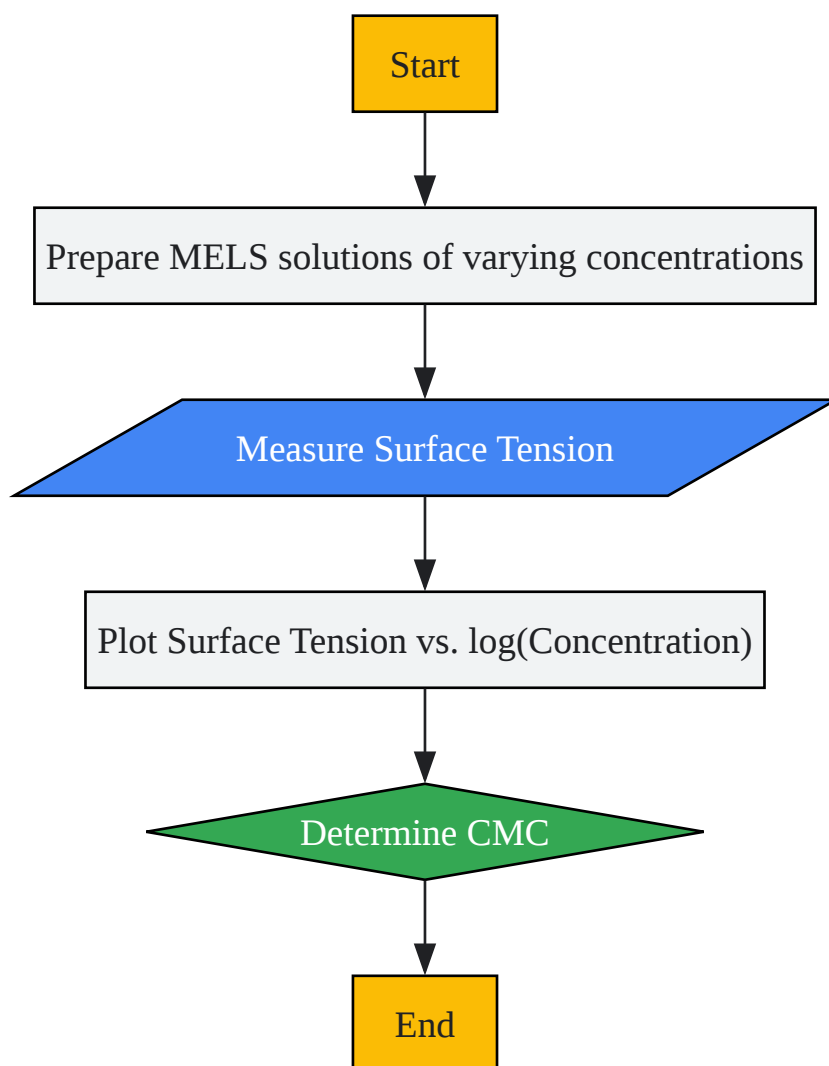 Start
Prepare MELS solutions of varying concentrations
Measure Surface Tension
Plot Surface Tension vs. log(Concentration)
Determine CMC
End